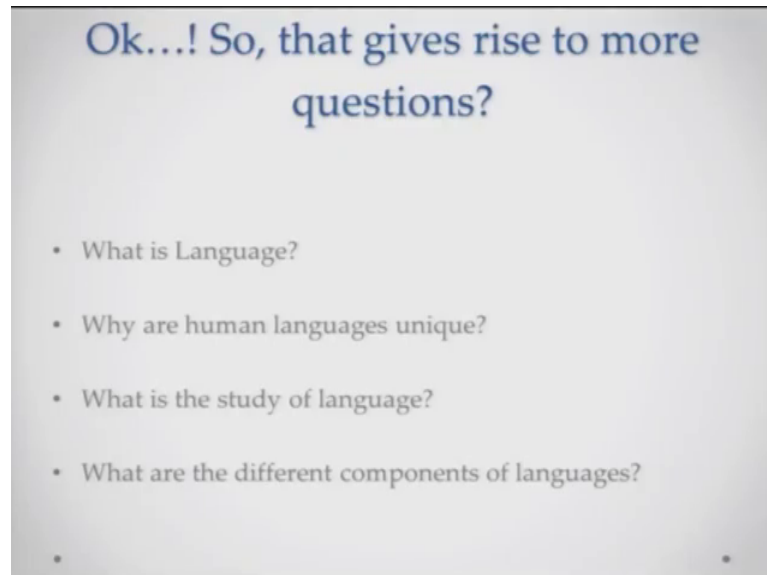 Ok...! So, that gives rise to more
questions?
• What is Language?
• Why are human languages unique?
• What is the study of language?
• What are the different components of languages?